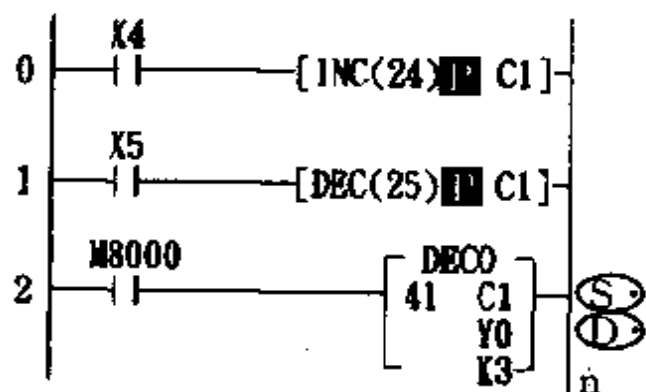 X4
0 [INC(24) P C1]
X5
1 [DEC(25) P C1]
M8000
2 DECO
41 C1 S·
Y0 D·
K3 n